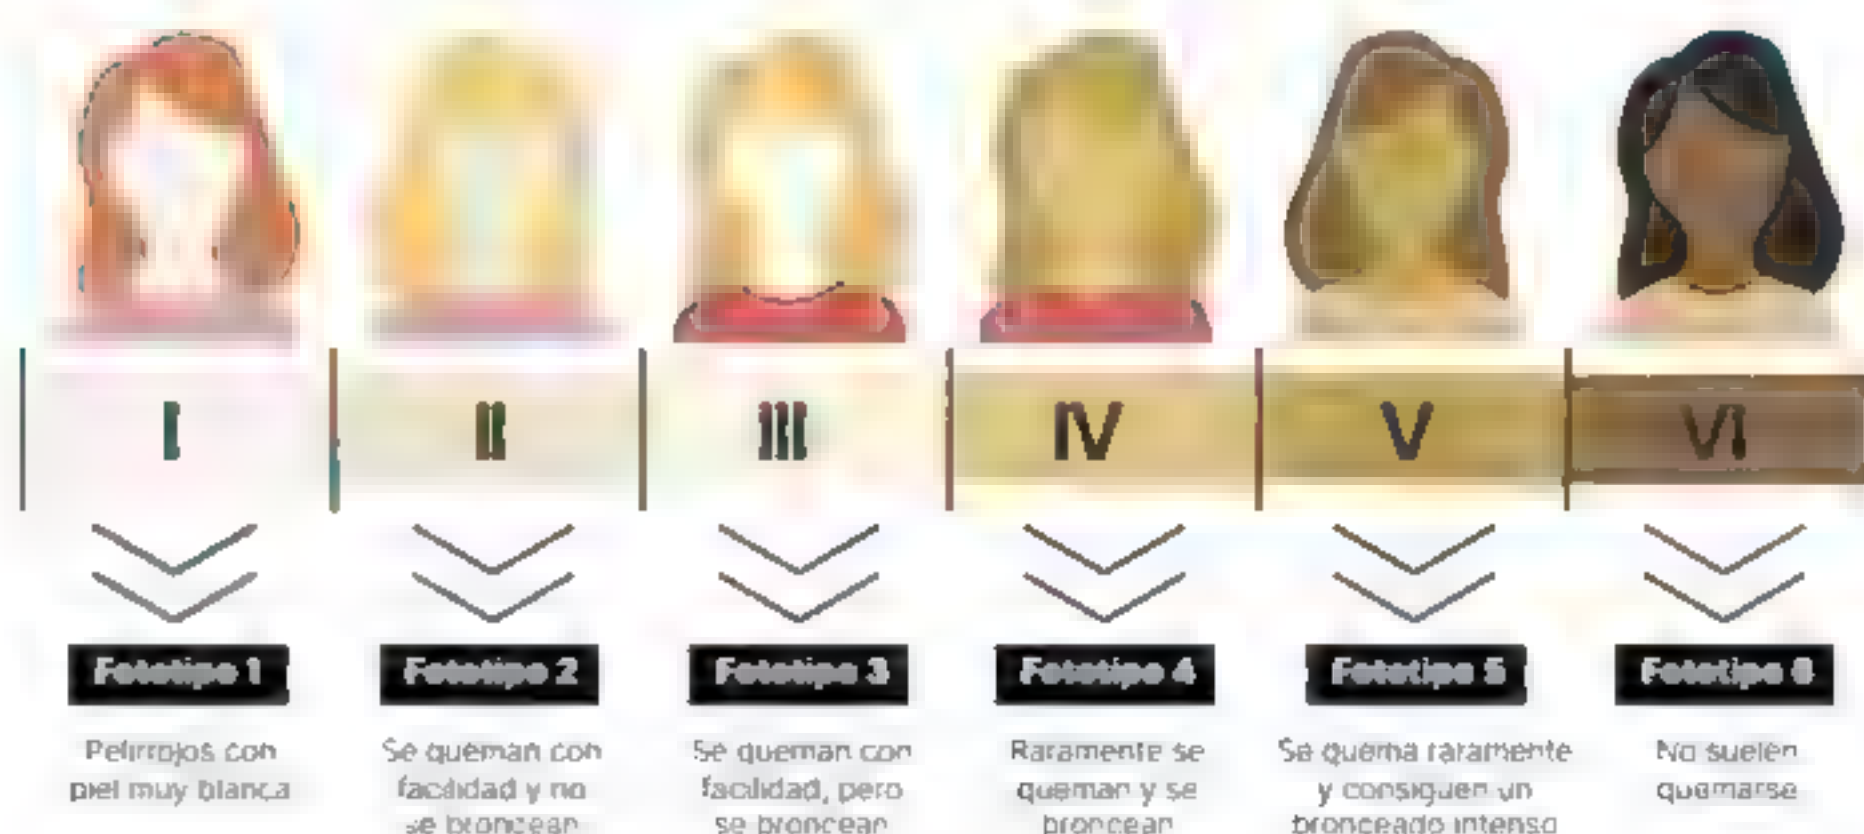 I
II
III
IV
V
VI
Fototipo 1
Fototipo 2
Fototipo 3
Fototipo 4
Fototipo 5
Fototipo 6
Pelirrojos con
piel muy blanca
Se queman con
facilidad y no
se broncean
Se queman con
facilidad, pero
se broncean
Raramente se
queman y se
broncean
Se quema raramente
y consiguen un
bronceado intenso
No suelen
quemarse